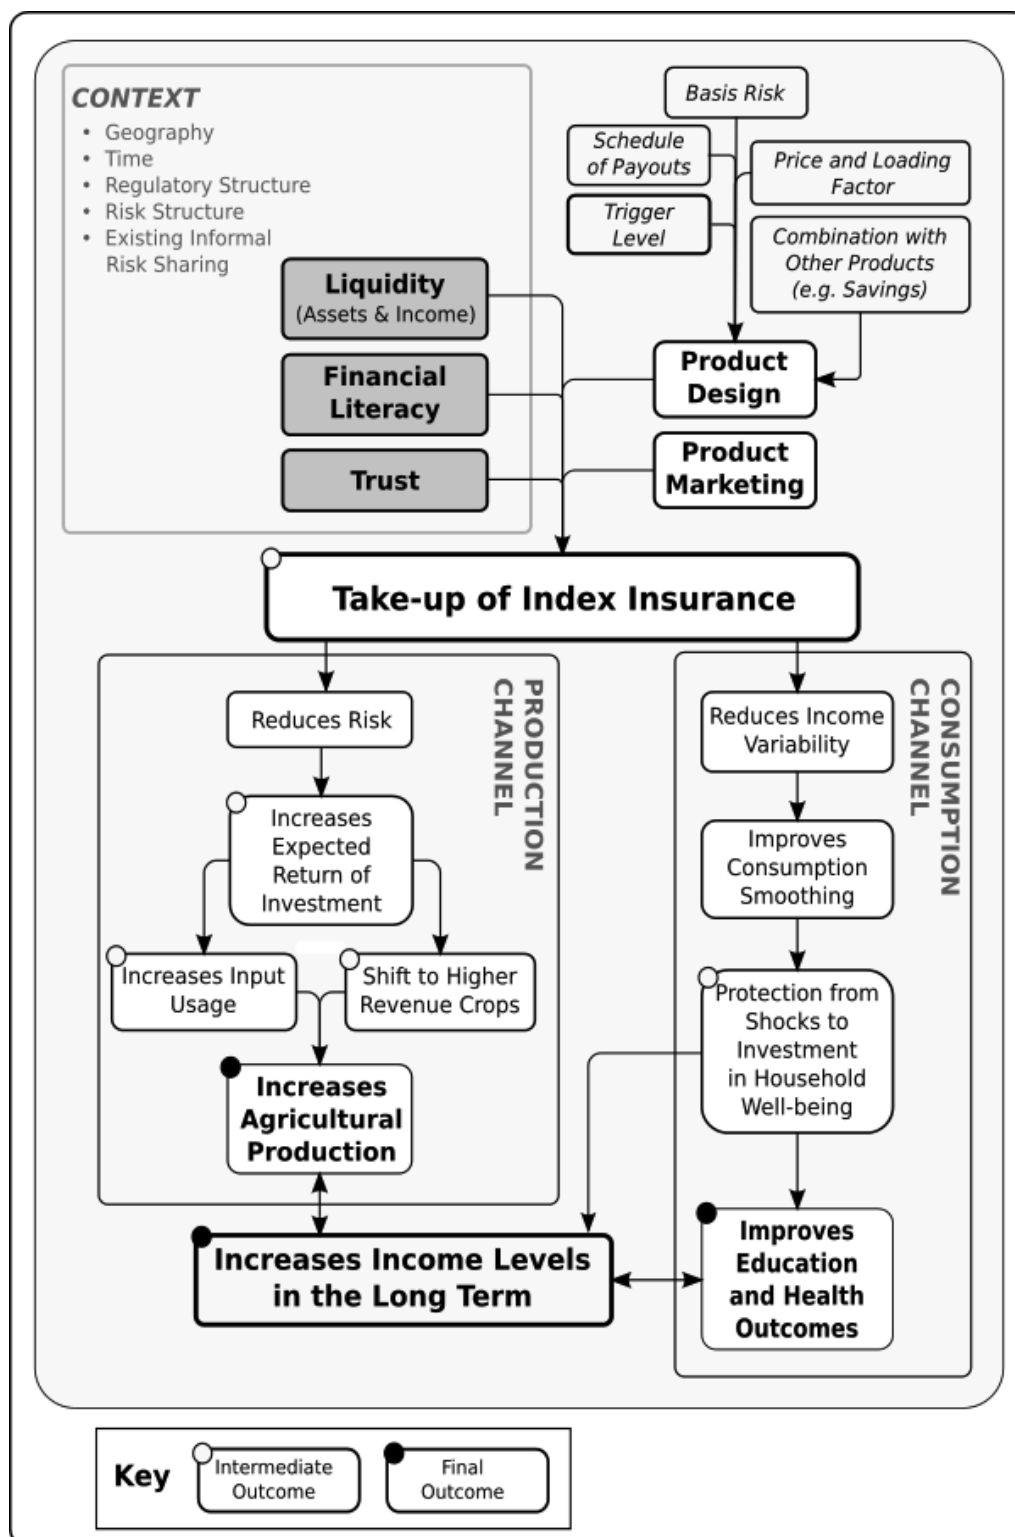 CONTEXT
• Geography
• Time
• Regulatory Structure
• Risk Structure
• Existing Informal
Risk Sharing
Basis Risk
Schedule
of Payouts
Price and Loading
Factor
Trigger
Level
Combination with
Other Products
(e.g. Savings)
Liquidity
(Assets & Income)
Financial
Literacy
Trust
Product
Design
Product
Marketing
Take-up of Index Insurance
PRODUCTION
CHANNEL
Reduces Risk
Increases
Expected
Return of
Investment
Increases Input
Usage
Shift to Higher
Revenue Crops
Increases
Agricultural
Production
CONSUMPTION
CHANNEL
Reduces Income
Variability
Improves
Consumption
Smoothing
Protection from
Shocks to
Investment
in Household
Well-being
Improves
Education
and Health
Outcomes
Increases Income Levels
in the Long Term
Key
Intermediate
Outcome
Final
Outcome